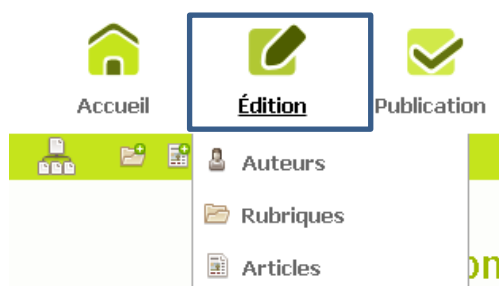 Accueil Édition Publication
Auteurs
Rubriques
Articles